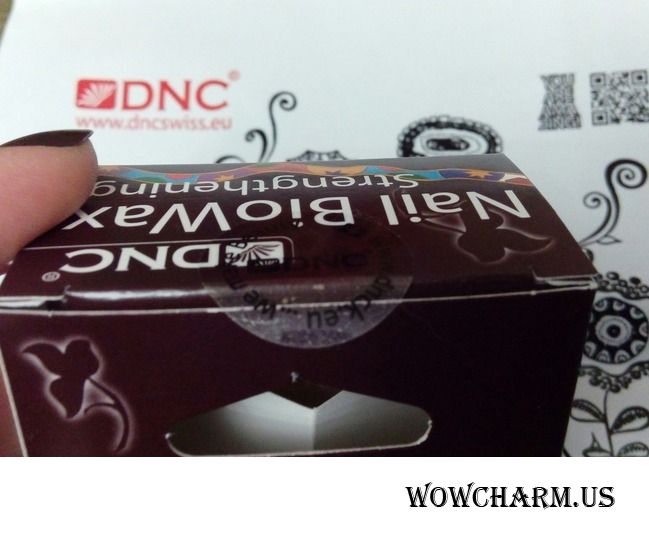 DNC®
www.dncswiss.eu
Strengthening
Nail BioWax
DNC®
WOWCHARM.US